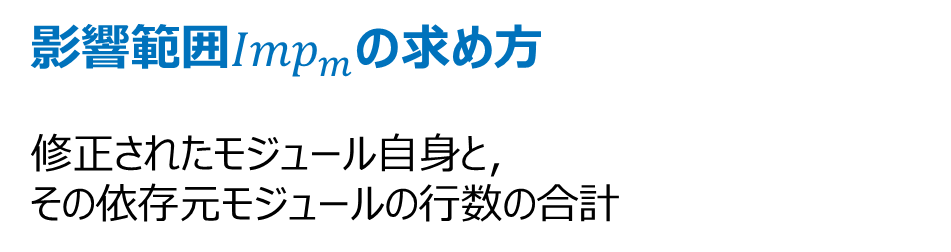 影響範囲Impₘの求め方
修正されたモジュール自身と,
その依存元モジュールの行数の合計